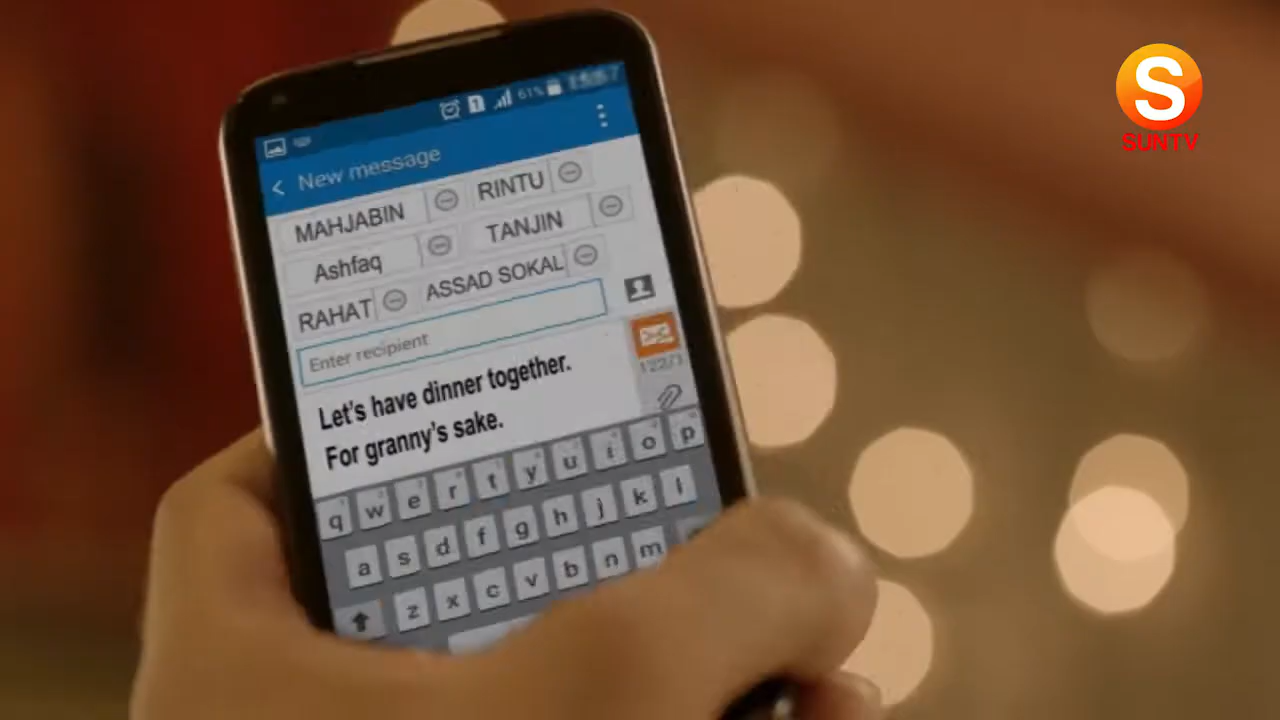 S
SUNTV
61%
New message
MAHJABIN
RINTU
Ashfaq
TANJIN
RAHAT
ASSAD SOKAL
Enter recipient
Let's have dinner together.
For granny's sake.
q w e r t y u i o p
a s d f g h j k l
z x c v b n m